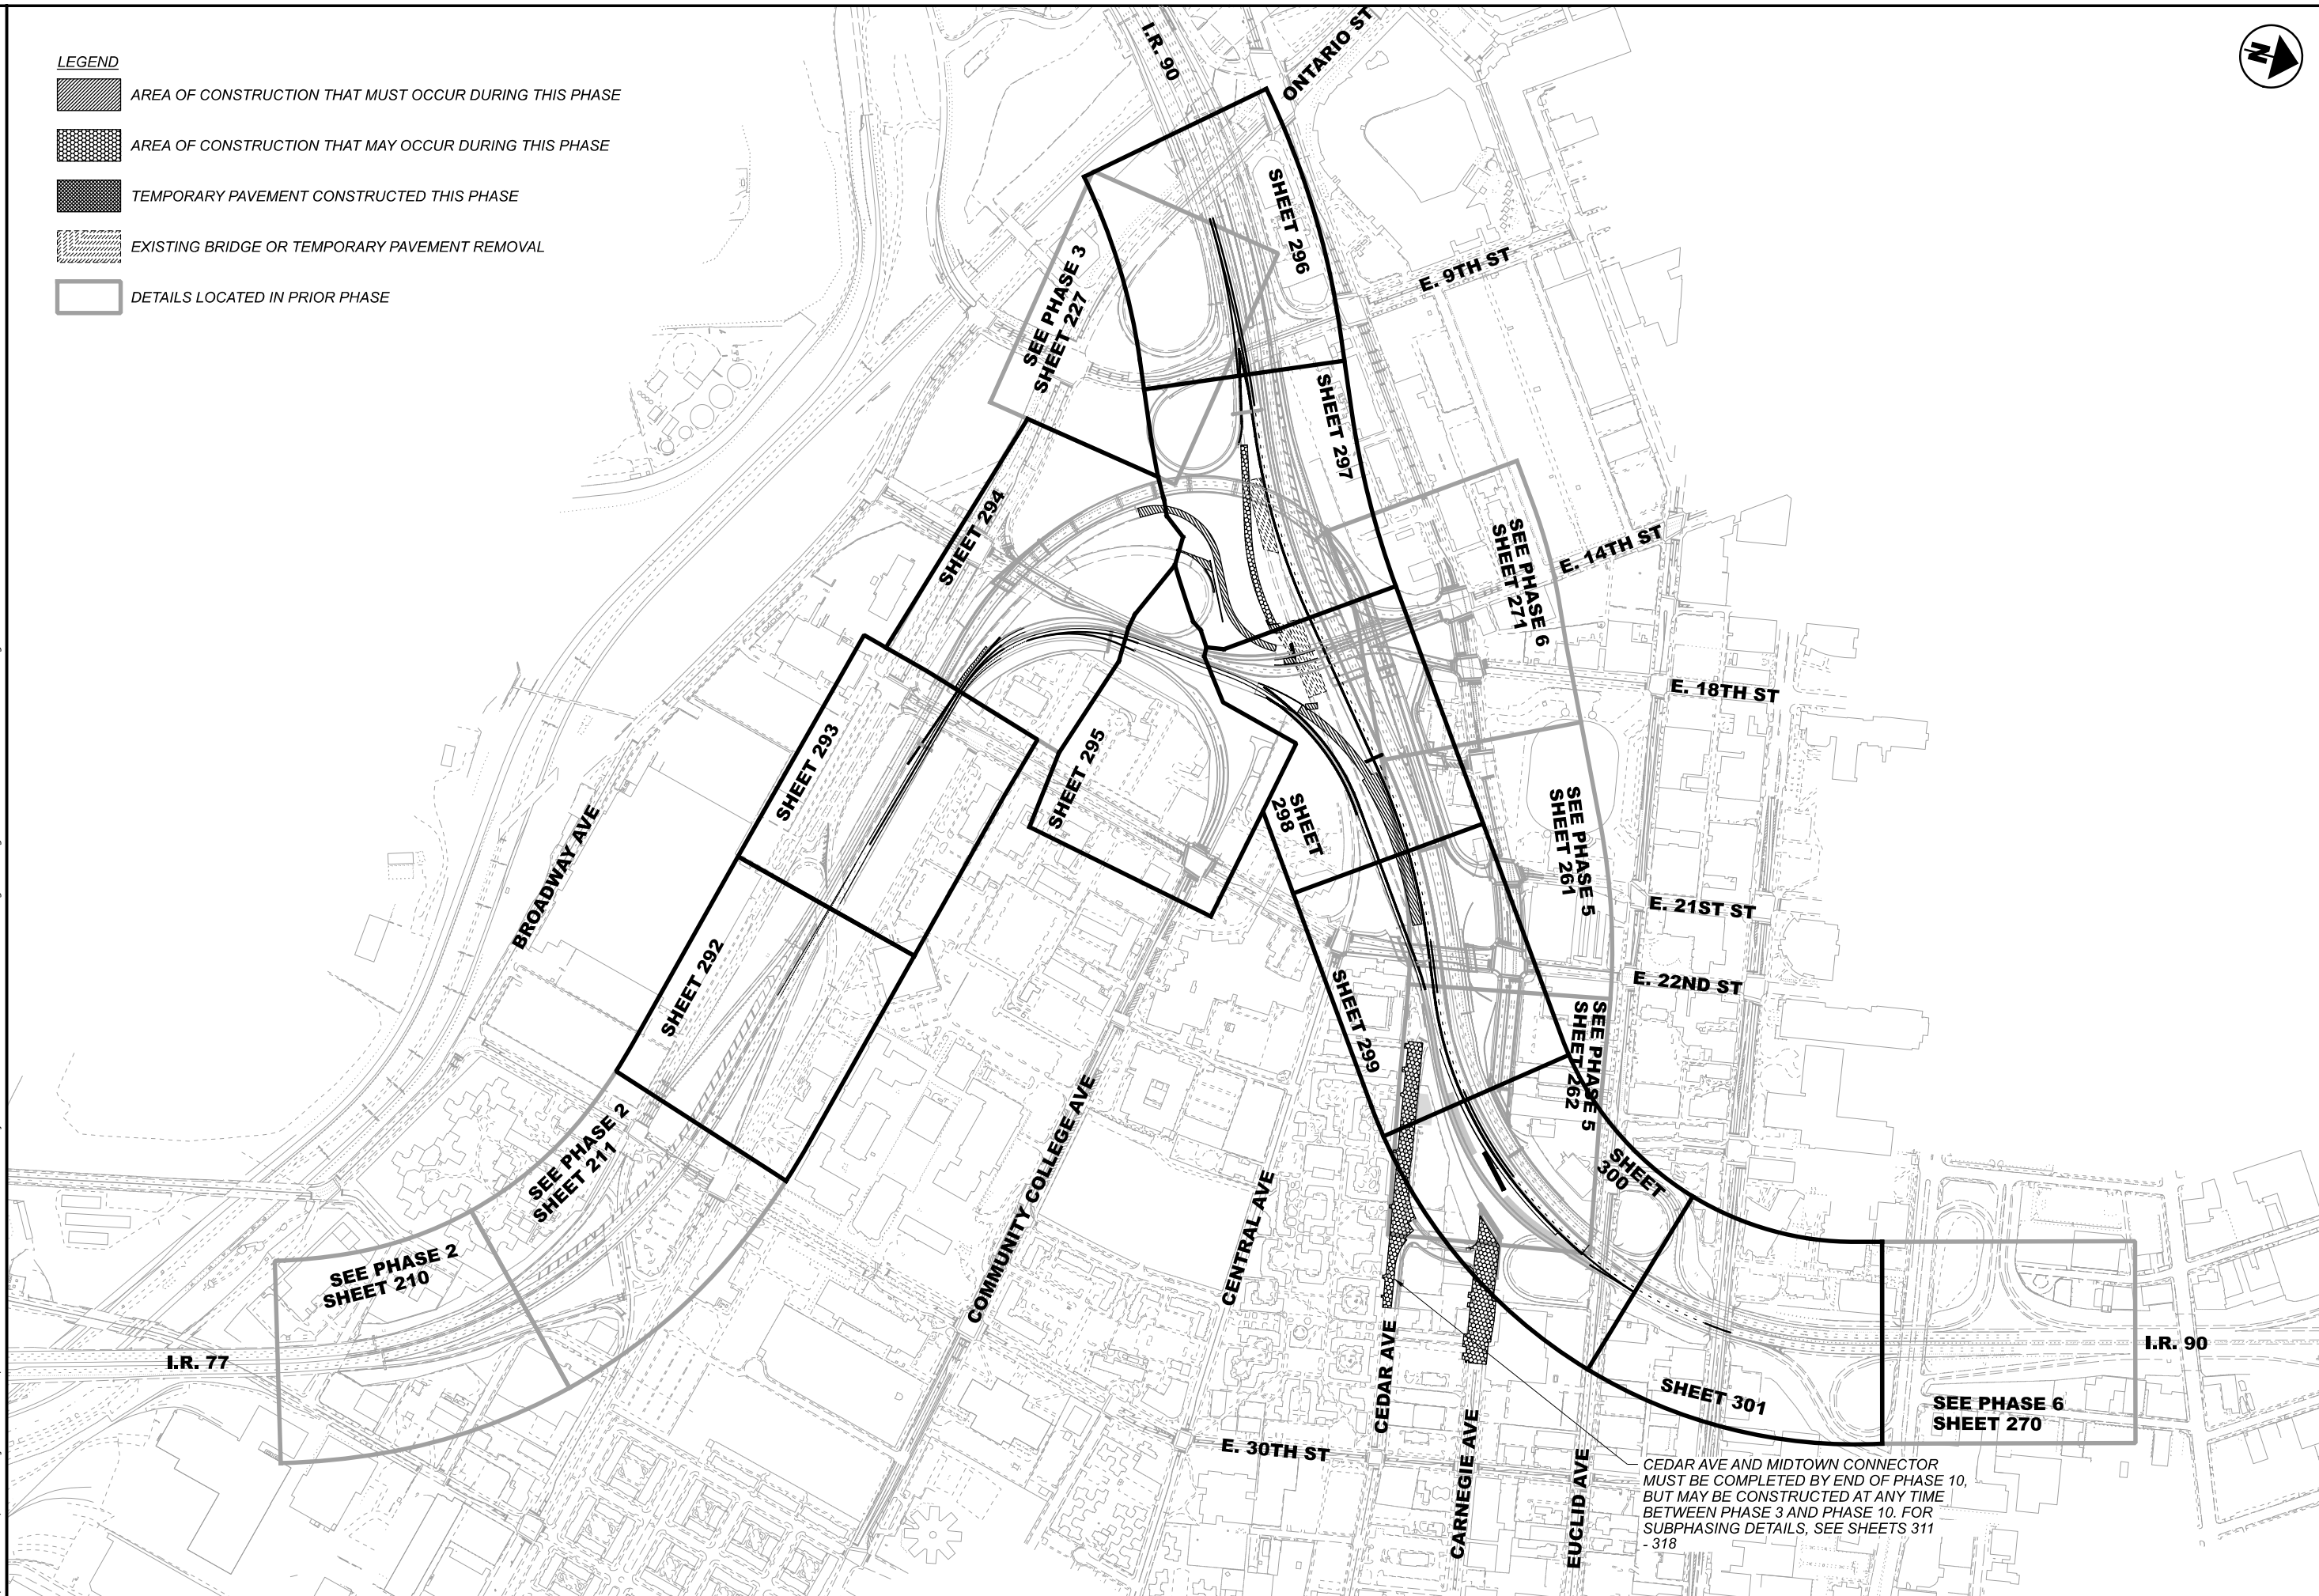 LEGEND
AREA OF CONSTRUCTION THAT MUST OCCUR DURING THIS PHASE
AREA OF CONSTRUCTION THAT MAY OCCUR DURING THIS PHASE
TEMPORARY PAVEMENT CONSTRUCTED THIS PHASE
EXISTING BRIDGE OR TEMPORARY PAVEMENT REMOVAL
DETAILS LOCATED IN PRIOR PHASE
N
I.R. 90
ONTARIO ST
SHEET 296
E. 9TH ST
SEE PHASE 3
SHEET 227
SHEET 297
SHEET 294
SEE PHASE 6
SHEET 271
E. 14TH ST
E. 18TH ST
SHEET 293
SHEET 295
SHEET
298
SEE PHASE 5
SHEET 261
E. 21ST ST
BROADWAY AVE
SHEET 292
SHEET 299
E. 22ND ST
SEE PHASE 5
SHEET 262
SEE PHASE 2
SHEET 211
COMMUNITY COLLEGE AVE
CENTRAL AVE
SHEET
300
SEE PHASE 2
SHEET 210
I.R. 77
I.R. 90
CEDAR AVE
SHEET 301
SEE PHASE 6
SHEET 270
E. 30TH ST
CARNEGIE AVE
EUCLID AVE
CEDAR AVE AND MIDTOWN CONNECTOR
MUST BE COMPLETED BY END OF PHASE 10,
BUT MAY BE CONSTRUCTED AT ANY TIME
BETWEEN PHASE 3 AND PHASE 10. FOR
SUBPHASING DETAILS, SEE SHEETS 311
- 318